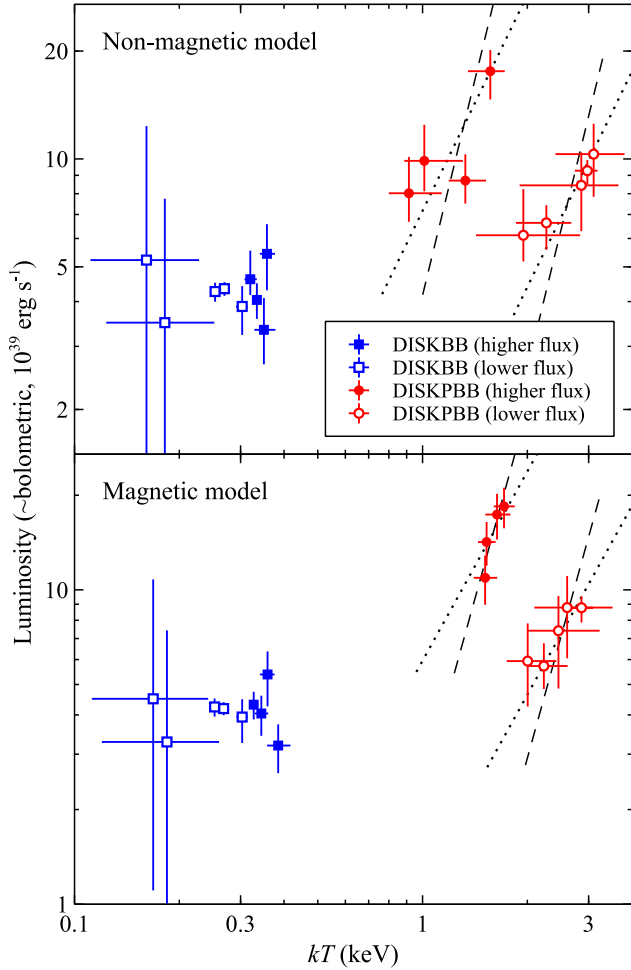 Non-magnetic model
20
10
5
2
DISKBB (higher flux)
DISKBB (lower flux)
DISKPBB (higher flux)
DISKPBB (lower flux)
Luminosity (~bolometric, 10³⁹ erg s⁻¹)
Magnetic model
10
1
0.1
0.3
1
3
kT (keV)